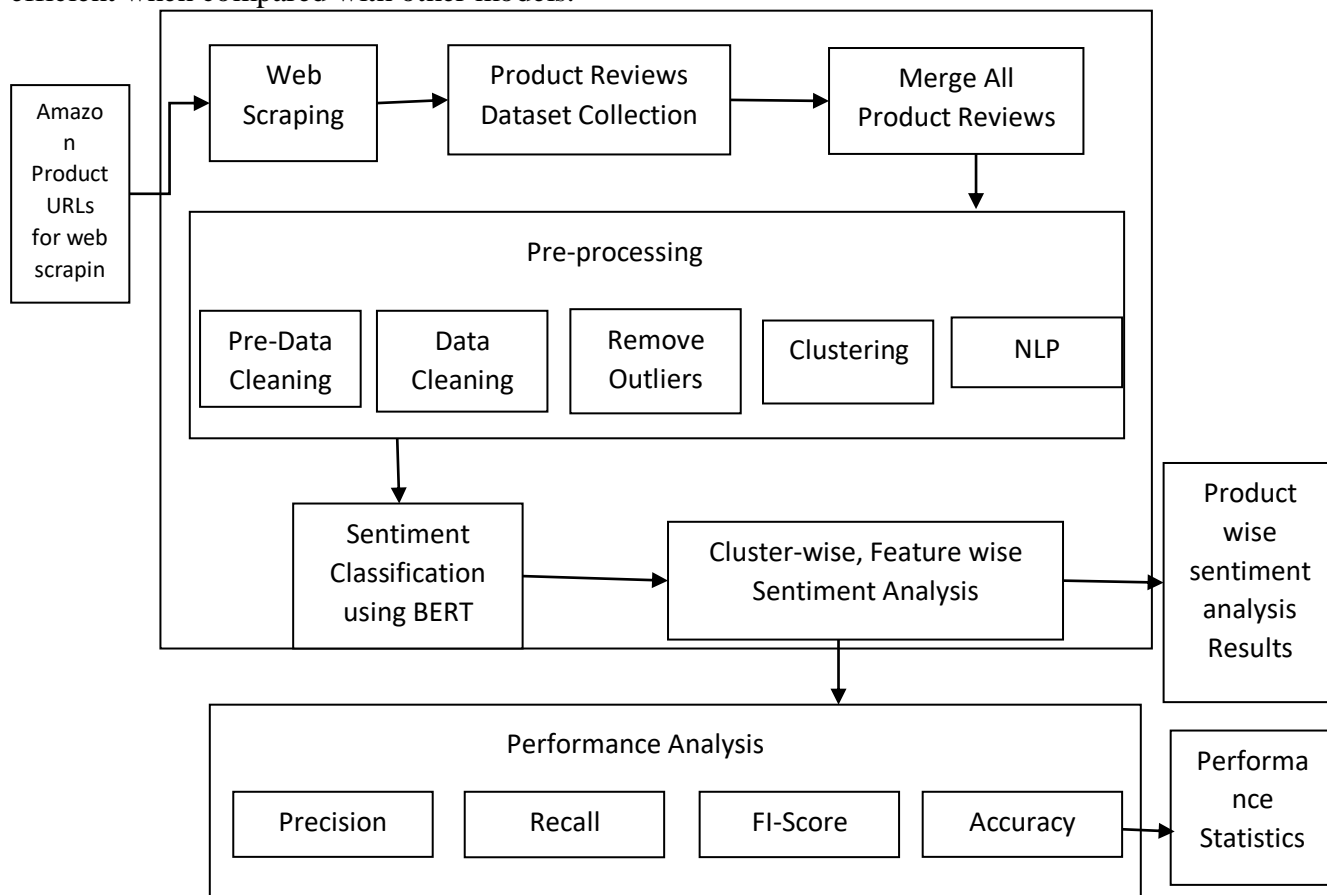 efficient when compared with other models.
Amazo
n
Product
URLs
for web
scrapin
Web
Scraping
Product Reviews
Dataset Collection
Merge All
Product Reviews
Pre-processing
Pre-Data
Cleaning
Data
Cleaning
Remove
Outliers
Clustering
NLP
Sentiment
Classification
using BERT
Cluster-wise, Feature wise
Sentiment Analysis
Product
wise
sentiment
analysis
Results
Performance Analysis
Precision
Recall
FI-Score
Accuracy
Performa
nce
Statistics